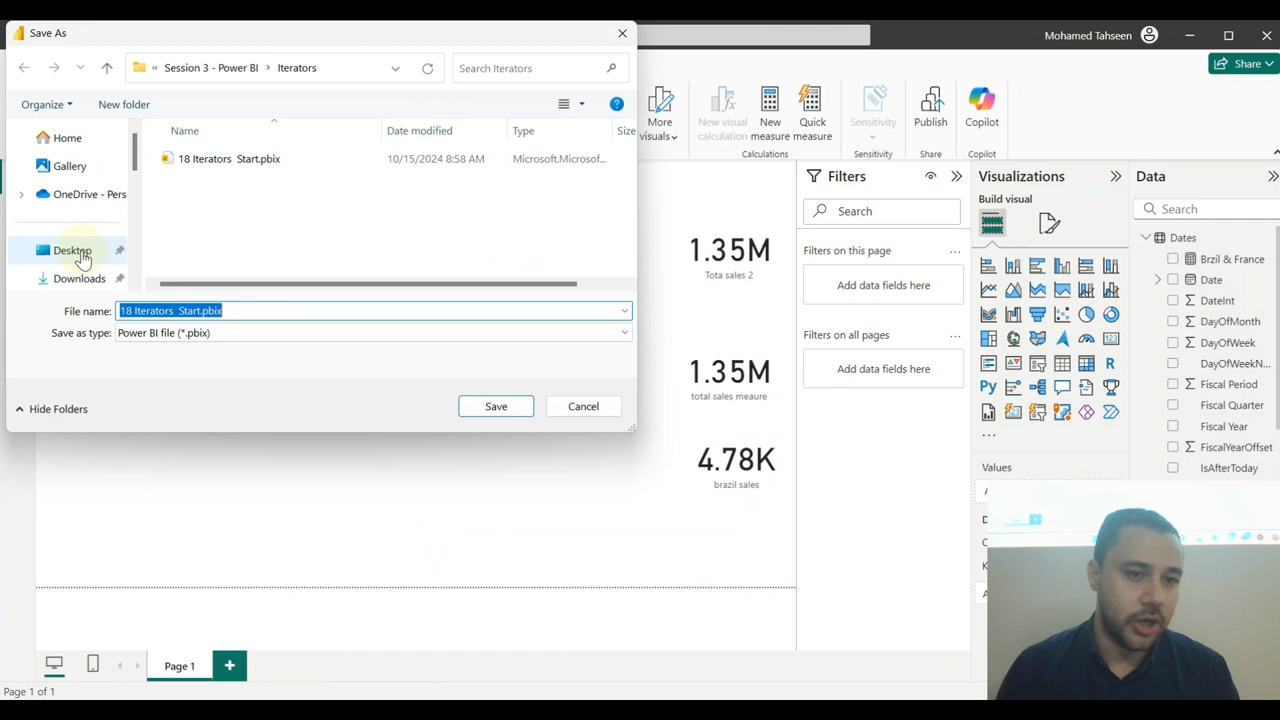 Save As
Mohamed Tahseen
« Session 3 - Power BI > Iterators
Search Iterators
Share
Organize
New folder
Name
Date modified
Type
Size
18 Iterators Start.pbix
10/15/2024 8:58 AM
Microsoft.Microsof...
Home
Gallery
OneDrive - Pers
Desktop
Downloads
File name:
18 Iterators Start.pbix
Save as type:
Power BI file (*.pbix)
Hide Folders
Save
Cancel
More
visuals
New visual
calculation
New
measure
Quick
measure
Calculations
Sensitivity
Sensitivity
Publish
Share
Copilot
Copilot
1.35M
Tota sales 2
1.35M
total sales meaure
4.78K
brazil sales
Filters
Search
Filters on this page
...
Add data fields here
Filters on all pages
...
Add data fields here
Visualizations
Build visual
R
Py
...
Values
Data
Search
Dates
Brzil & France
Date
DateInt
DayOfMonth
DayOfWeek
DayOfWeekN...
Fiscal Period
Fiscal Quarter
Fiscal Year
FiscalYearOffset
IsAfterToday
Page 1
Page 1 of 1